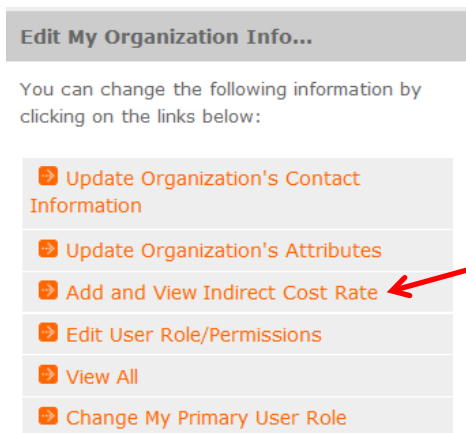 Edit My Organization Info...
You can change the following information by
clicking on the links below:
Update Organization's Contact
Information
Update Organization's Attributes
Add and View Indirect Cost Rate
Edit User Role/Permissions
View All
Change My Primary User Role